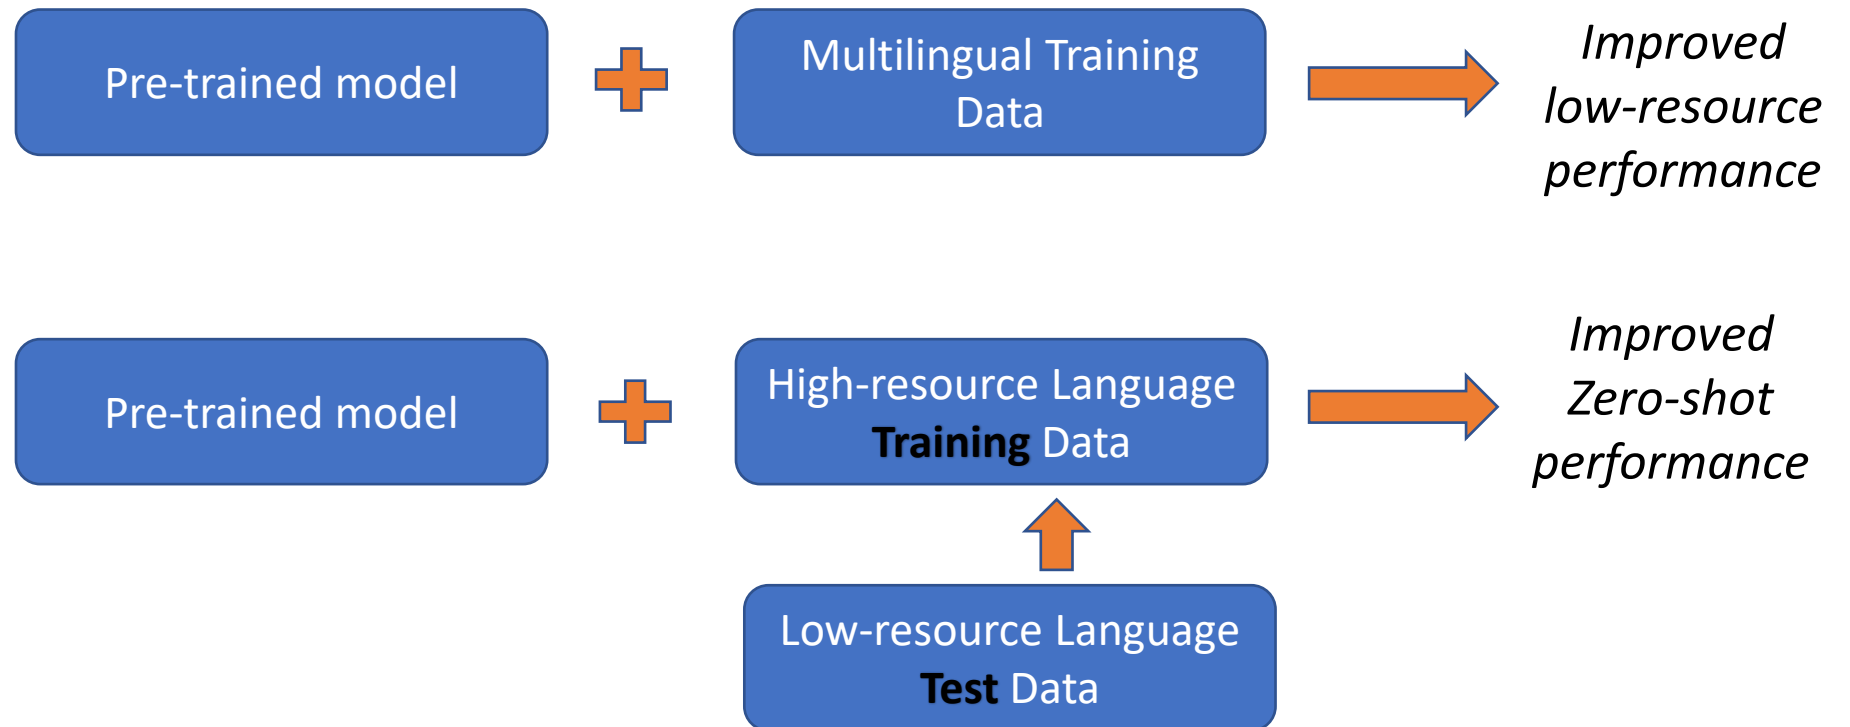 Pre-trained model
Multilingual Training
Data
Improved
low-resource
performance
Pre-trained model
High-resource Language
Training Data
Improved
Zero-shot
performance
Low-resource Language
Test Data